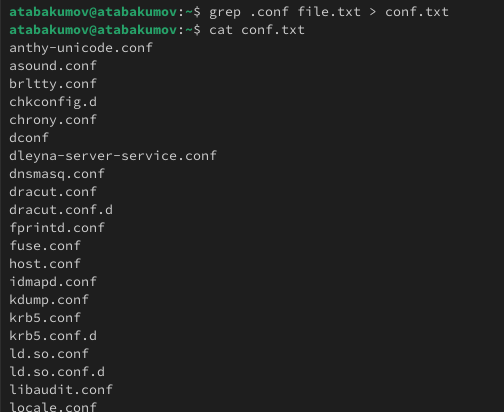 atabakumov@atabakumov:~$ grep .conf file.txt > conf.txt
atabakumov@atabakumov:~$ cat conf.txt
anthy-unicode.conf
asound.conf
brltty.conf
chkconfig.d
chrony.conf
dconf
dleyna-server-service.conf
dnsmasq.conf
dracut.conf
dracut.conf.d
fprintd.conf
fuse.conf
host.conf
idmapd.conf
kdump.conf
krb5.conf
krb5.conf.d
ld.so.conf
ld.so.conf.d
libaudit.conf
locale.conf